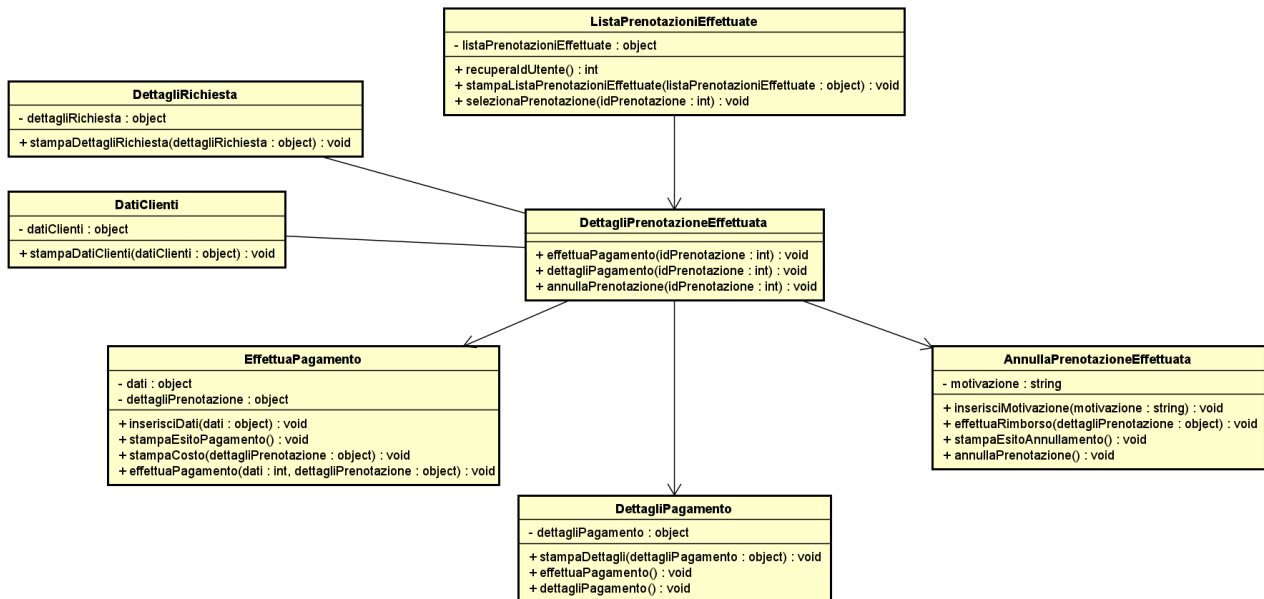 ListaPrenotazioniEffettuate
- listaPrenotazioniEffettuate : object
+ recuperaIdUtente() : int
+ stampaListaPrenotazioniEffettuate(listaPrenotazioniEffettuate : object) : void
+ selezionaPrenotazione(idPrenotazione : int) : void
DettagliRichiesta
- dettagliRichiesta : object
+ stampaDettagliRichiesta(dettagliRichiesta : object) : void
DatiClienti
- datiClienti : object
+ stampaDatiClienti(datiClienti : object) : void
DettagliPrenotazioneEffettuata
+ effettuaPagamento(idPrenotazione : int) : void
+ dettagliPagamento(idPrenotazione : int) : void
+ annullaPrenotazione(idPrenotazione : int) : void
EffettuaPagamento
- dati : object
- dettagliPrenotazione : object
+ inserisciDati(dati : object) : void
+ stampaEsitoPagamento() : void
+ stampaCosto(dettagliPrenotazione : object) : void
+ effettuaPagamento(dati : int, dettagliPrenotazione : object) : void
AnnullaPrenotazioneEffettuata
- motivazione : string
+ inserisciMotivazione(motivazione : string) : void
+ effettuaRimborso(dettagliPrenotazione : object) : void
+ stampaEsitoAnnullamento() : void
+ annullaPrenotazione() : void
DettagliPagamento
- dettagliPagamento : object
+ stampaDettagli(dettagliPagamento : object) : void
+ effettuaPagamento() : void
+ dettagliPagamento() : void